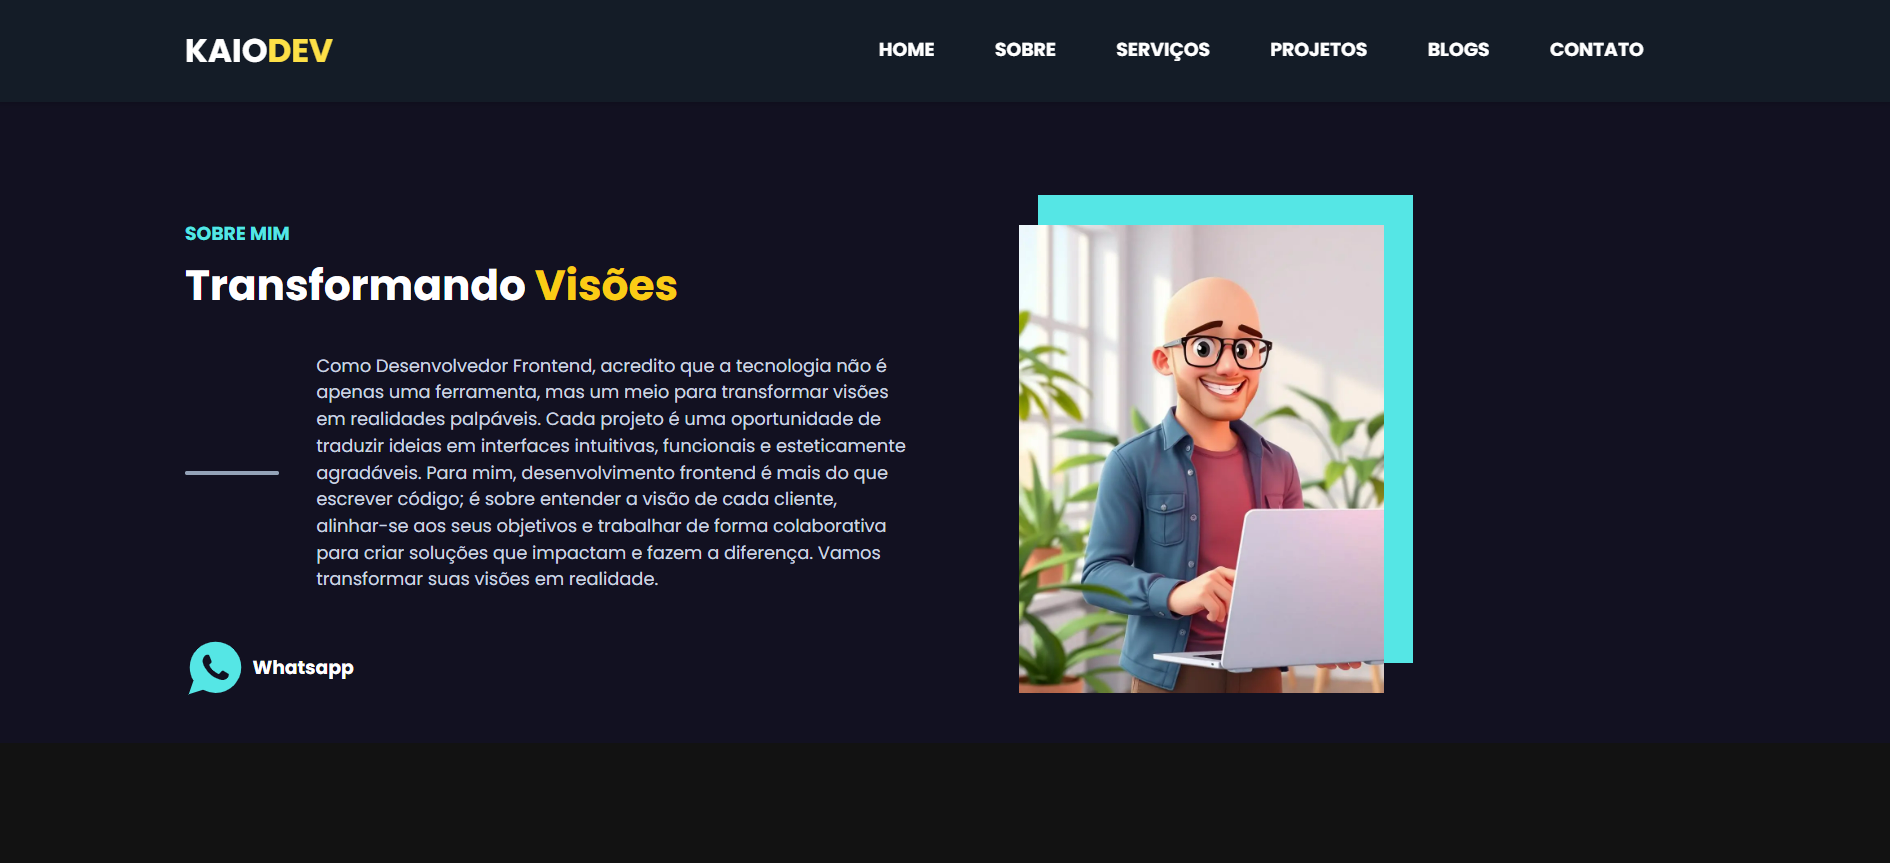 KAIODEV
HOME SOBRE SERVIÇOS PROJETOS BLOGS CONTATO
SOBRE MIM
Transformando Visões
Como Desenvolvedor Frontend, acredito que a tecnologia não é
apenas uma ferramenta, mas um meio para transformar visões
em realidades palpáveis. Cada projeto é uma oportunidade de
traduzir ideias em interfaces intuitivas, funcionais e esteticamente
agradáveis. Para mim, desenvolvimento frontend é mais do que
escrever código; é sobre entender a visão de cada cliente,
alinhar-se aos seus objetivos e trabalhar de forma colaborativa
para criar soluções que impactam e fazem a diferença. Vamos
transformar suas visões em realidade.
Whatsapp